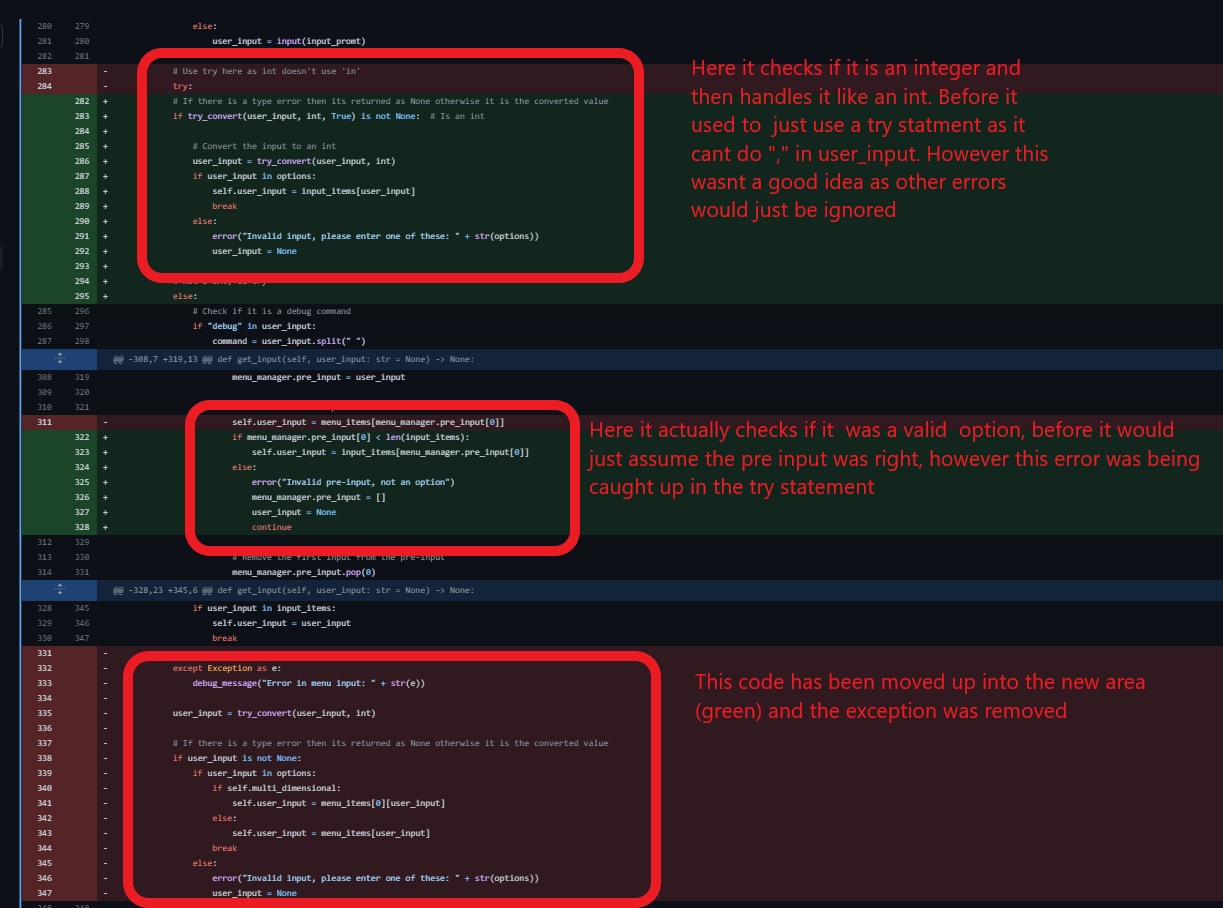 280 279 else:
281 280 user_input = input(input_promt)
282 281
283 - # Use try here as int doesn't use 'in'
284 - try:
282 + # If there is a type error then its returned as None otherwise it is the converted value
283 + if try_convert(user_input, int, True) is not None: # Is an int
284 +
285 + # Convert the input to an int
286 + user_input = try_convert(user_input, int)
287 + if user_input in options:
288 + self.user_input = input_items[user_input]
289 + break
290 + else:
291 + error("Invalid input, please enter one of these: " + str(options))
292 + user_input = None
293 +
294 +
295 + else:
285 296 # Check if it is a debug command
286 297 if "debug" in user_input:
287 298 command = user_input.split(" ")
@@ -308,7 +319,13 @@ def get_input(self, user_input: str = None) -> None:
308 319 menu_manager.pre_input = user_input
309 320
310 321
311 - self.user_input = menu_items[menu_manager.pre_input[0]]
322 + if menu_manager.pre_input[0] < len(input_items):
323 + self.user_input = input_items[menu_manager.pre_input[0]]
324 + else:
325 + error("Invalid pre-input, not an option")
326 + menu_manager.pre_input = []
327 + user_input = None
328 + continue
312 329
313 330 # Remove the first input from the pre-input
314 331 menu_manager.pre_input.pop(0)
@@ -328,23 +345,6 @@ def get_input(self, user_input: str = None) -> None:
328 345 if user_input in input_items:
329 346 self.user_input = user_input
330 347 break
331 -
332 - except Exception as e:
333 - debug_message("Error in menu input: " + str(e))
334 -
335 - user_input = try_convert(user_input, int)
336 -
337 - # If there is a type error then its returned as None otherwise it is the converted value
338 - if user_input is not None:
339 - if user_input in options:
340 - if self.multi_dimensional:
341 - self.user_input = menu_items[0][user_input]
342 - else:
343 - self.user_input = menu_items[user_input]
344 - break
345 - else:
346 - error("Invalid input, please enter one of these: " + str(options))
347 - user_input = None
348 348
Here it checks if it is an integer and
then handles it like an int. Before it
used to just use a try statment as it
cant do "," in user_input. However this
wasnt a good idea as other errors
would just be ignored
Here it actually checks if it was a valid option, before it would
just assume the pre input was right, however this error was being
caught up in the try statement
This code has been moved up into the new area
(green) and the exception was removed